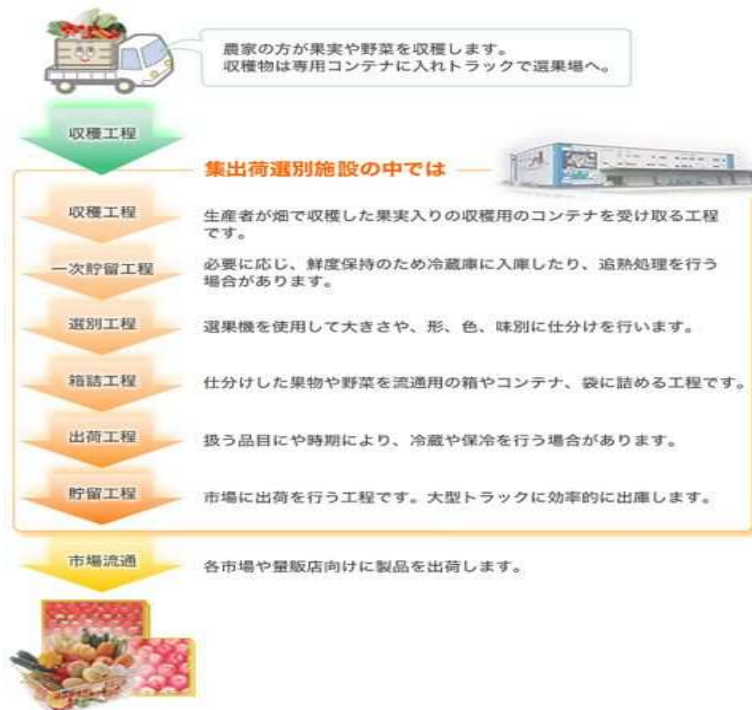 農家の方が果実や野菜を収穫します。
収穫物は専用コンテナに入れトラックで選果場へ。
収穫工程
集出荷選別施設の中では
収穫工程
生産者が畑で収穫した果実入りの収穫用のコンテナを受け取る工程
です。
一次貯留工程
必要に応じ、鮮度保持のため冷蔵庫に入庫したり、追熟処理を行う
場合があります。
選別工程
選果機を使用して大きさや、形、色、味別に仕分けを行います。
箱詰工程
仕分けした果物や野菜を流通用の箱やコンテナ、袋に詰める工程です。
出荷工程
扱う品目にや時期により、冷蔵や保冷を行う場合があります。
貯留工程
市場に出荷を行う工程です。大型トラックに効率的に出庫します。
市場流通
各市場や量販店向けに製品を出荷します。